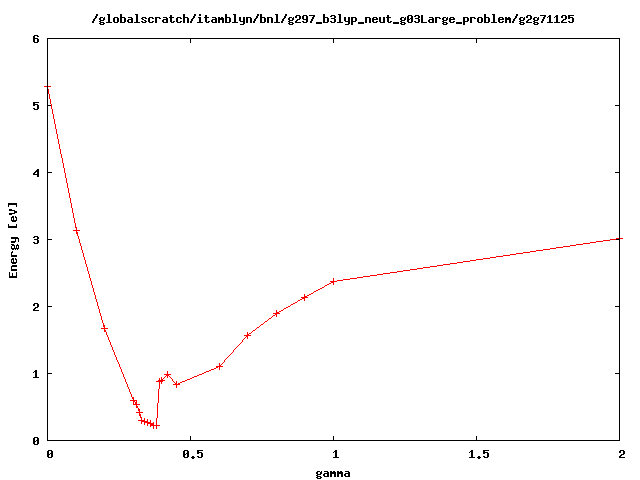 /globalscratch/itamblyn/bnl/g297_b3lyp_neut_g03Large_problem/g2g71125
6
5
4
3
2
1
0
Energy [eV]
0 0.5 1 1.5 2
gamma